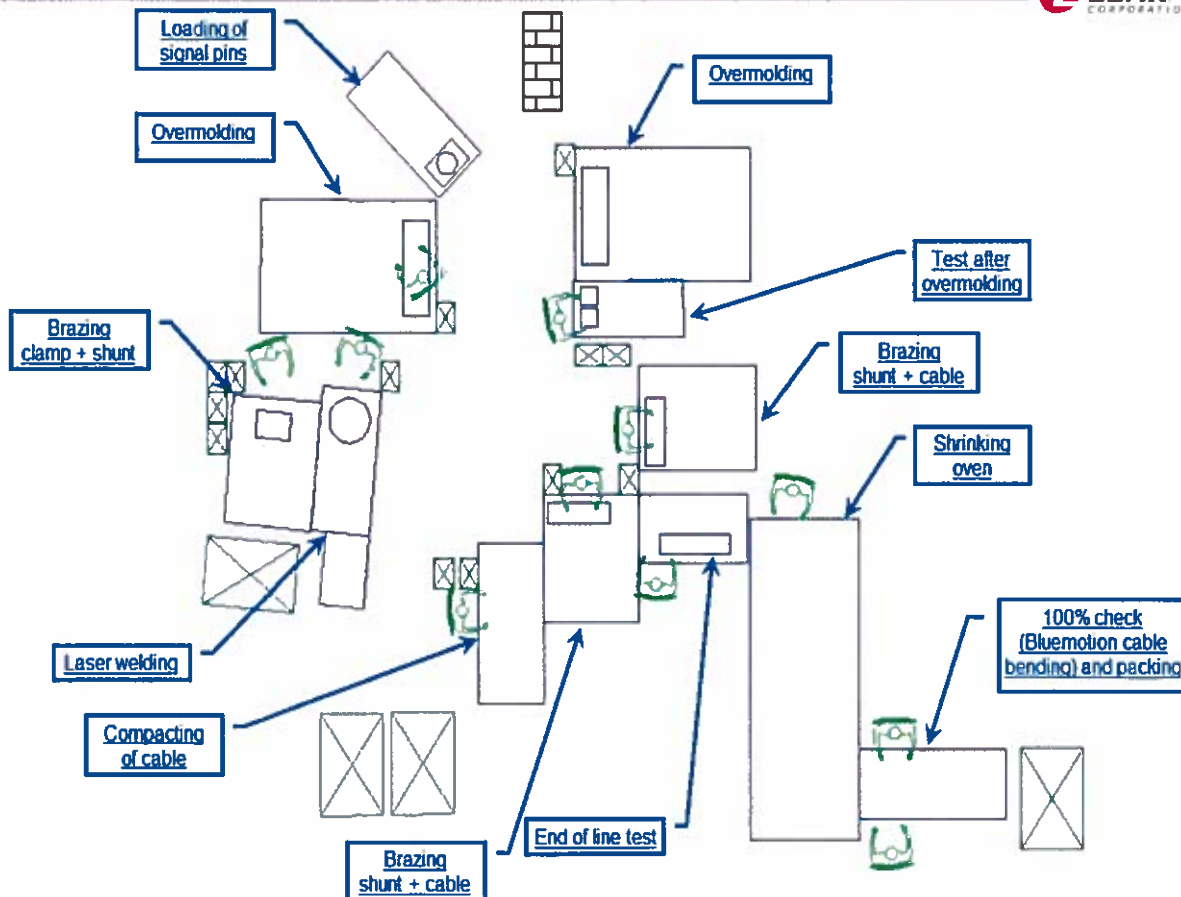 CORPORATIO
Loading of
signal pins
Overmolding
Overmolding
Test after
overmolding
Brazing
clamp + shunt
Brazing
shunt + cable
Shrinking
oven
100% check
(Bluemotion cable
bending) and packing
Laser welding
Compacting
of cable
End of line test
Brazing
shunt + cable